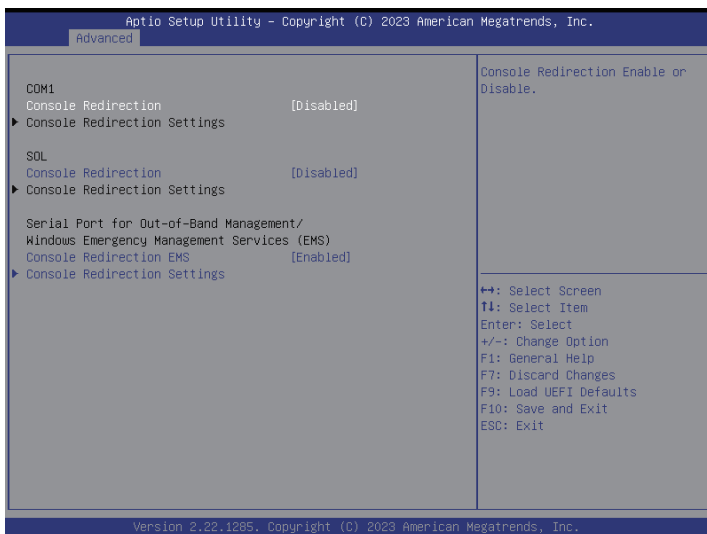 Aptio Setup Utility – Copyright (C) 2023 American Megatrends, Inc.
Advanced
COM1
Console Redirection [Disabled]
▶ Console Redirection Settings
SOL
Console Redirection [Disabled]
▶ Console Redirection Settings
Serial Port for Out-of-Band Management/
Windows Emergency Management Services (EMS)
Console Redirection EMS [Enabled]
▶ Console Redirection Settings
Console Redirection Enable or
Disable.
↔: Select Screen
↑↓: Select Item
Enter: Select
+/-: Change Option
F1: General Help
F7: Discard Changes
F9: Load UEFI Defaults
F10: Save and Exit
ESC: Exit
Version 2.22.1285. Copyright (C) 2023 American Megatrends, Inc.